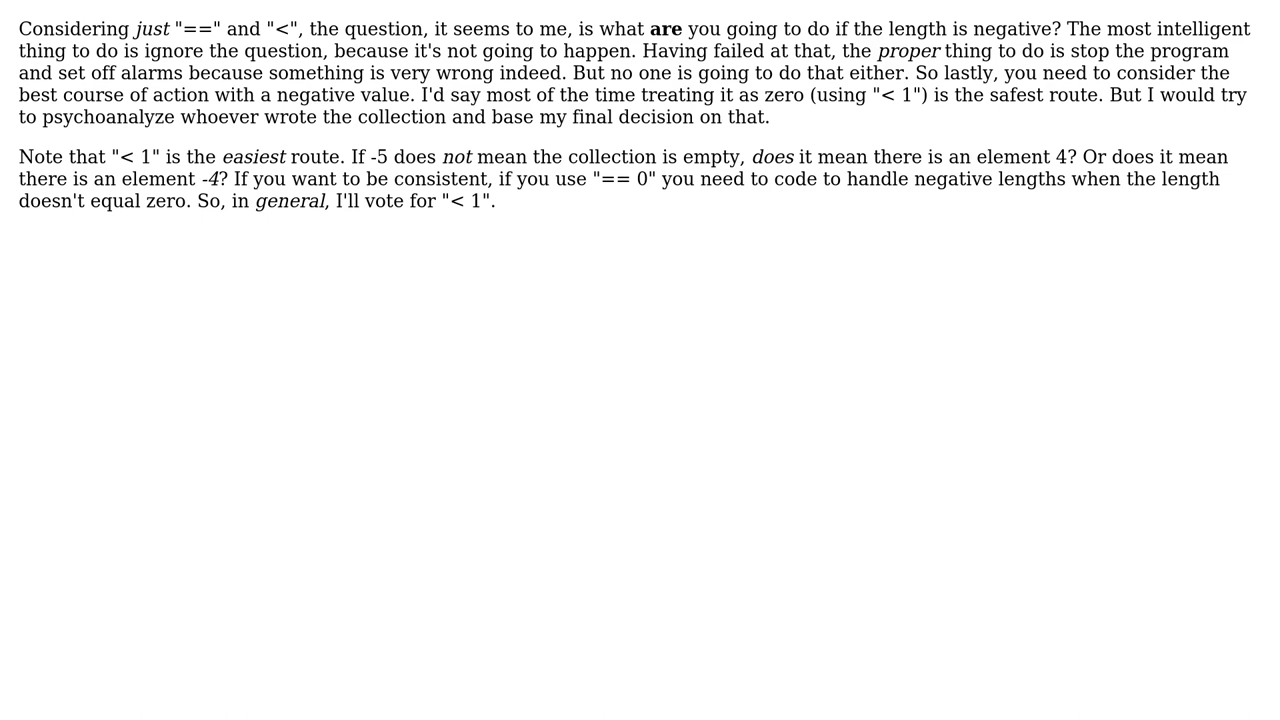 Considering just "==" and "<", the question, it seems to me, is what are you going to do if the length is negative? The most intelligent
thing to do is ignore the question, because it's not going to happen. Having failed at that, the proper thing to do is stop the program
and set off alarms because something is very wrong indeed. But no one is going to do that either. So lastly, you need to consider the
best course of action with a negative value. I'd say most of the time treating it as zero (using "< 1") is the safest route. But I would try
to psychoanalyze whoever wrote the collection and base my final decision on that.
Note that "< 1" is the easiest route. If -5 does not mean the collection is empty, does it mean there is an element 4? Or does it mean
there is an element -4? If you want to be consistent, if you use "== 0" you need to code to handle negative lengths when the length
doesn't equal zero. So, in general, I'll vote for "< 1".